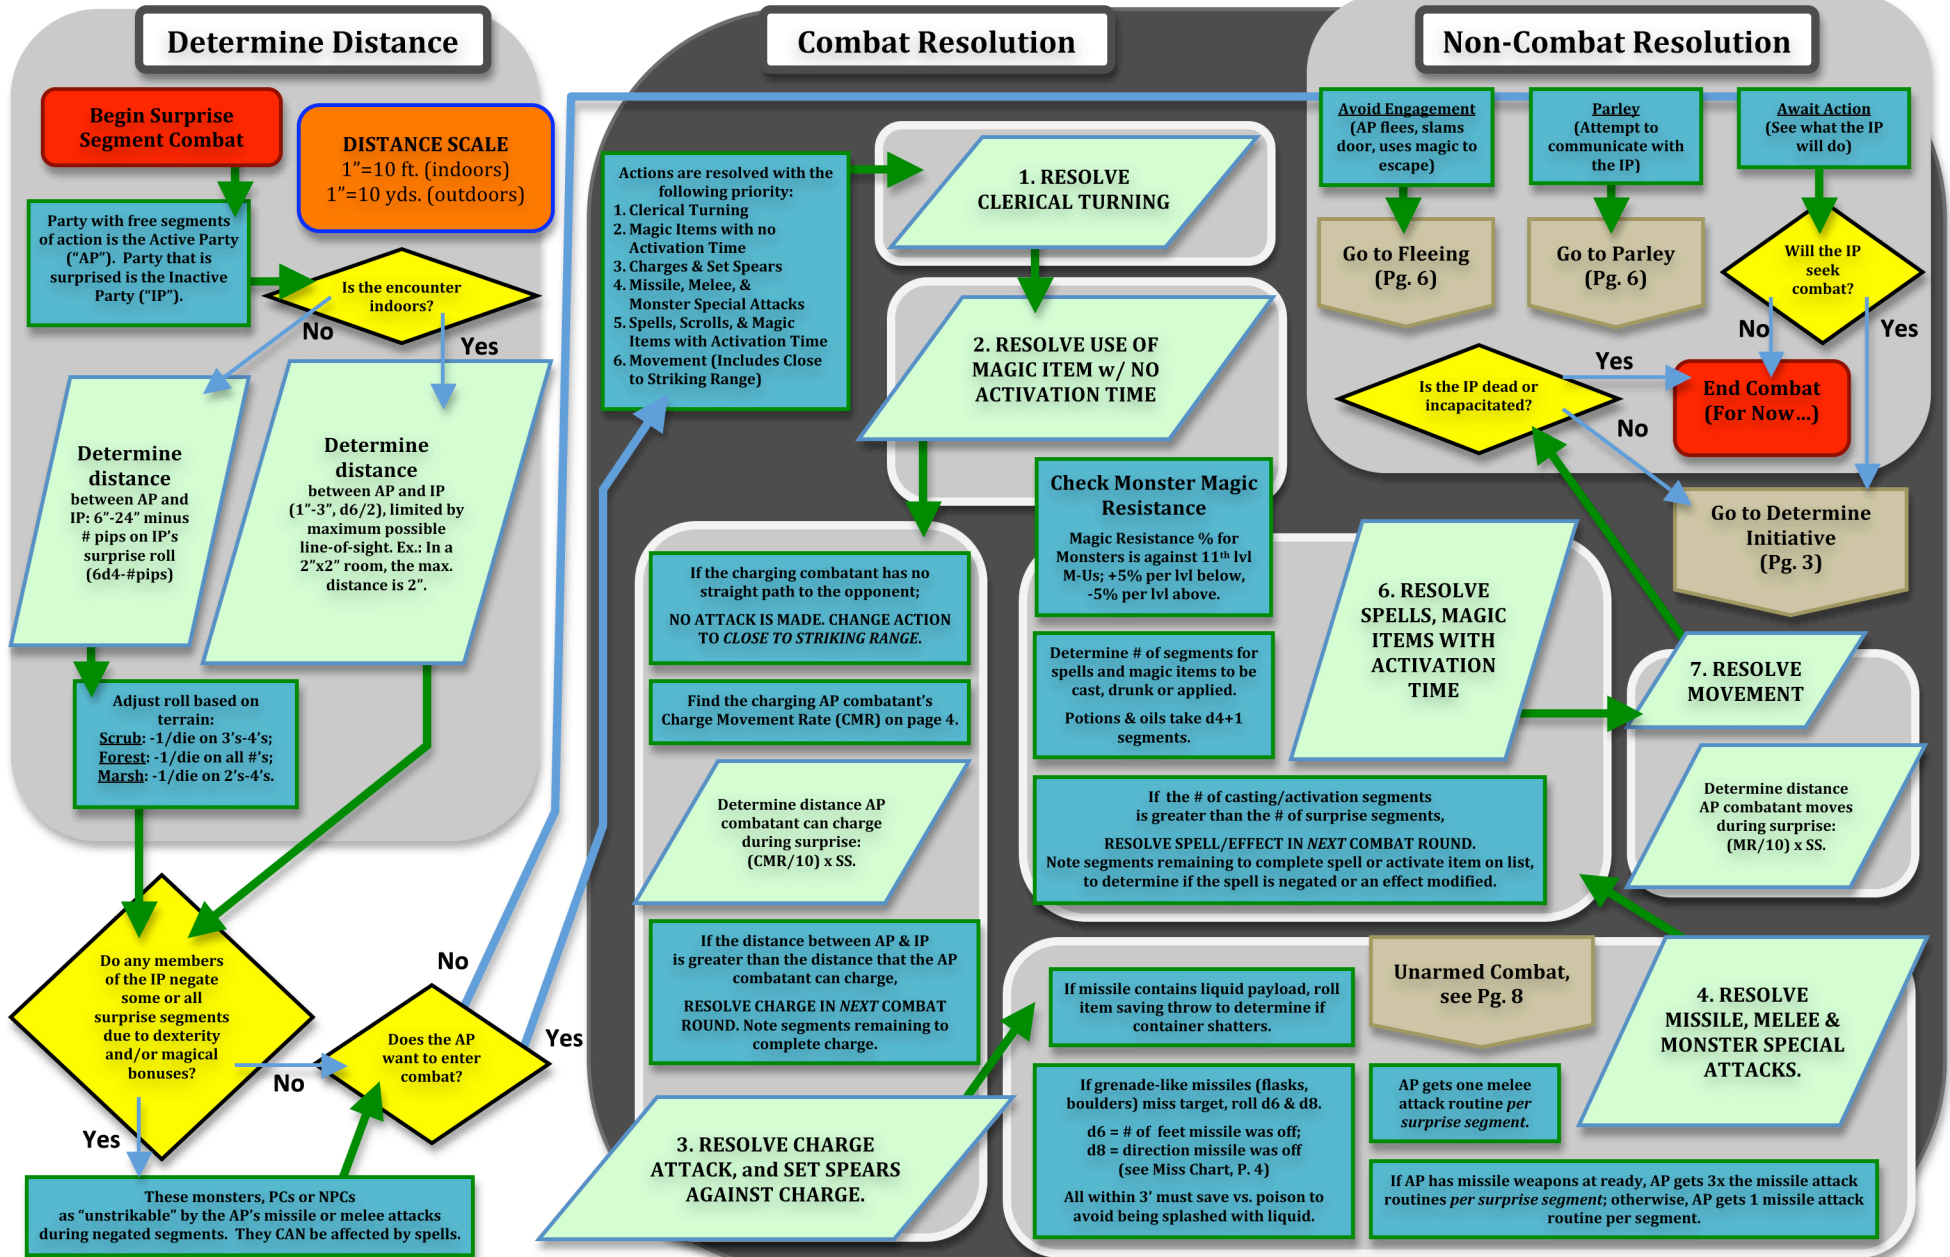 Determine Distance
Begin Surprise
Segment Combat
DISTANCE SCALE
1”=10 ft. (indoors)
1”=10 yds. (outdoors)
Party with free segments
of action is the Active Party
(“AP”). Party that is
surprised is the Inactive
Party (“IP”).
Is the encounter
indoors?
No
Yes
Determine
distance
between AP and
IP: 6”-24” minus
# pips on IP’s
surprise roll
(6d4-#pips)
Determine
distance
between AP and IP
(1”-3”, d6/2), limited by
maximum possible
line-of-sight. Ex.: In a
2”x2” room, the max.
distance is 2”.
Adjust roll based on
terrain:
Scrub: -1/die on 3’s-4’s;
Forest: -1/die on all #’s;
Marsh: -1/die on 2’s-4’s.
Do any members
of the IP negate
some or all
surprise segments
due to dexterity
and/or magical
bonuses?
No
Yes
These monsters, PCs or NPCs
as “unstrikable” by the AP’s missile or melee attacks
during negated segments. They CAN be affected by spells.
Does the AP
want to enter
combat?
No
Yes
Combat Resolution
Actions are resolved with the
following priority:
1. Clerical Turning
2. Magic Items with no
Activation Time
3. Charges & Set Spears
4. Missile, Melee, &
Monster Special Attacks
5. Spells, Scrolls, & Magic
Items with Activation Time
6. Movement (Includes Close
to Striking Range)
1. RESOLVE
CLERICAL TURNING
2. RESOLVE USE OF
MAGIC ITEM w/ NO
ACTIVATION TIME
If the charging combatant has no
straight path to the opponent;
NO ATTACK IS MADE. CHANGE ACTION
TO CLOSE TO STRIKING RANGE.
Find the charging AP combatant’s
Charge Movement Rate (CMR) on page 4.
Determine distance AP
combatant can charge
during surprise:
(CMR/10) x SS.
If the distance between AP & IP
is greater than the distance that the AP
combatant can charge,
RESOLVE CHARGE IN NEXT COMBAT
ROUND. Note segments remaining to
complete charge.
3. RESOLVE CHARGE
ATTACK, and SET SPEARS
AGAINST CHARGE.
If missile contains liquid payload, roll
item saving throw to determine if
container shatters.
If grenade-like missiles (flasks,
boulders) miss target, roll d6 & d8.
d6 = # of feet missile was off;
d8 = direction missile was off
(see Miss Chart, P. 4)
All within 3’ must save vs. poison to
avoid being splashed with liquid.
Unarmed Combat,
see Pg. 8
4. RESOLVE
MISSILE, MELEE &
MONSTER SPECIAL
ATTACKS.
AP gets one melee
attack routine per
surprise segment.
If AP has missile weapons at ready, AP gets 3x the missile attack
routines per surprise segment; otherwise, AP gets 1 missile attack
routine per segment.
Check Monster Magic
Resistance
Magic Resistance % for
Monsters is against 11th lvl
M-Us; +5% per lvl below,
-5% per lvl above.
Determine # of segments for
spells and magic items to be
cast, drunk or applied.
Potions & oils take d4+1
segments.
6. RESOLVE
SPELLS, MAGIC
ITEMS WITH
ACTIVATION
TIME
If the # of casting/activation segments
is greater than the # of surprise segments,
RESOLVE SPELL/EFFECT IN NEXT COMBAT ROUND.
Note segments remaining to complete spell or activate item on list,
to determine if the spell is negated or an effect modified.
7. RESOLVE
MOVEMENT
Determine distance
AP combatant moves
during surprise:
(MR/10) x SS.
Non-Combat Resolution
Avoid Engagement
(AP flees, slams
door, uses magic to
escape)
Parley
(Attempt to
communicate with
the IP)
Await Action
(See what the IP
will do)
Go to Fleeing
(Pg. 6)
Go to Parley
(Pg. 6)
Will the IP
seek
combat?
No
Yes
Is the IP dead or
incapacitated?
Yes
No
End Combat
(For Now…)
Go to Determine
Initiative
(Pg. 3)